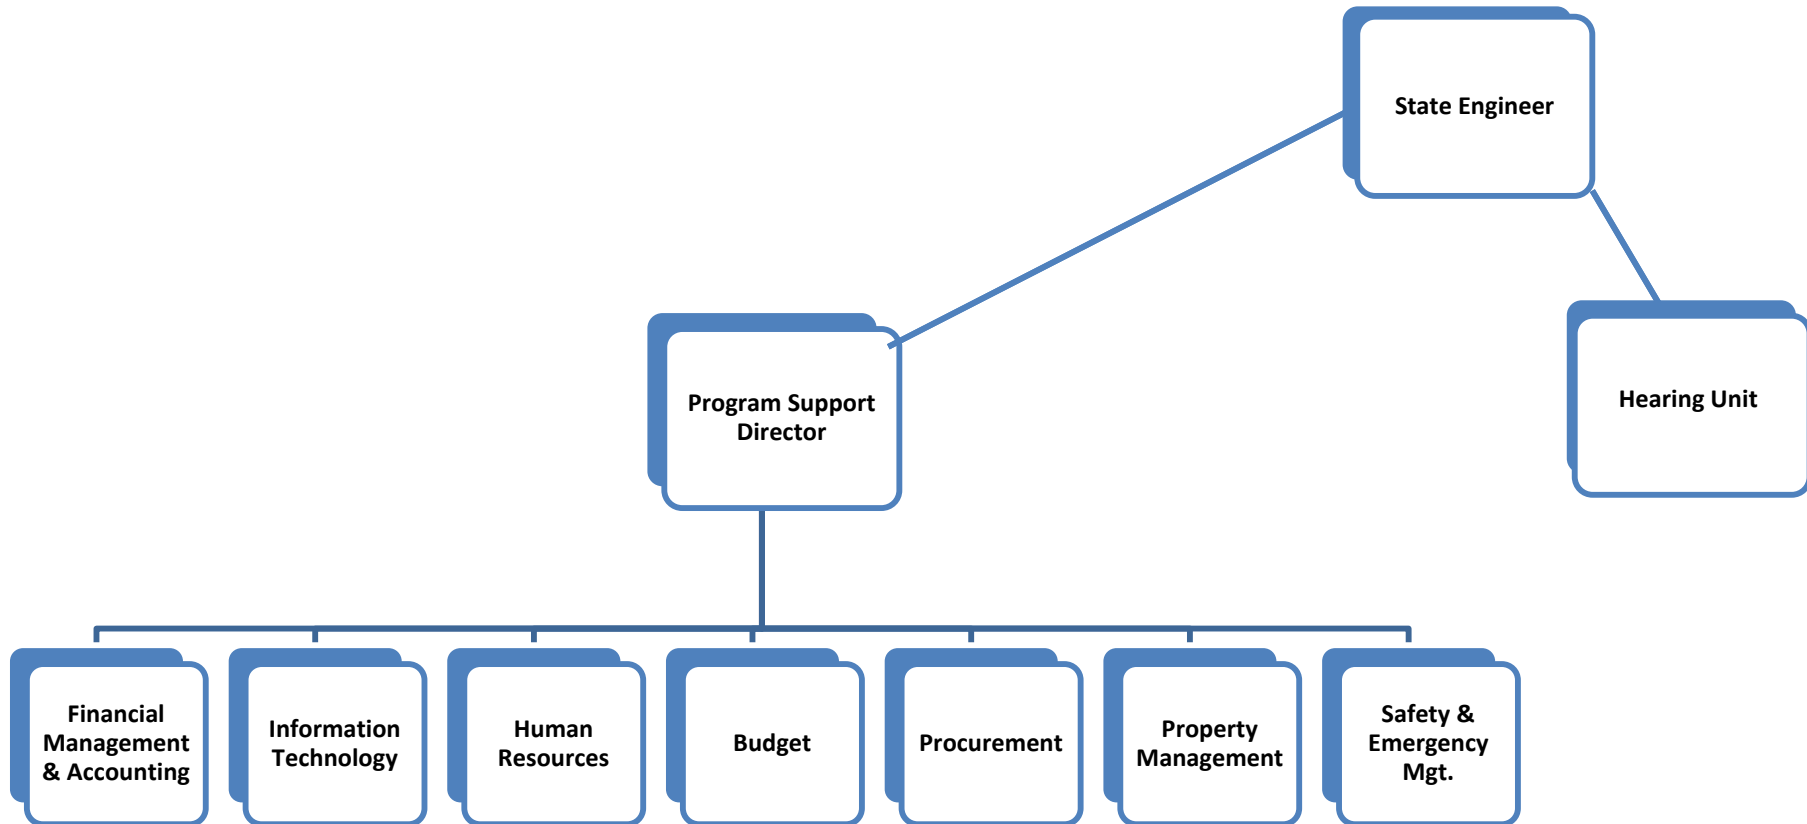 State Engineer
Program Support
Director
Hearing Unit
Financial
Management
& Accounting
Information
Technology
Human
Resources
Budget
Procurement
Property
Management
Safety &
Emergency
Mgt.